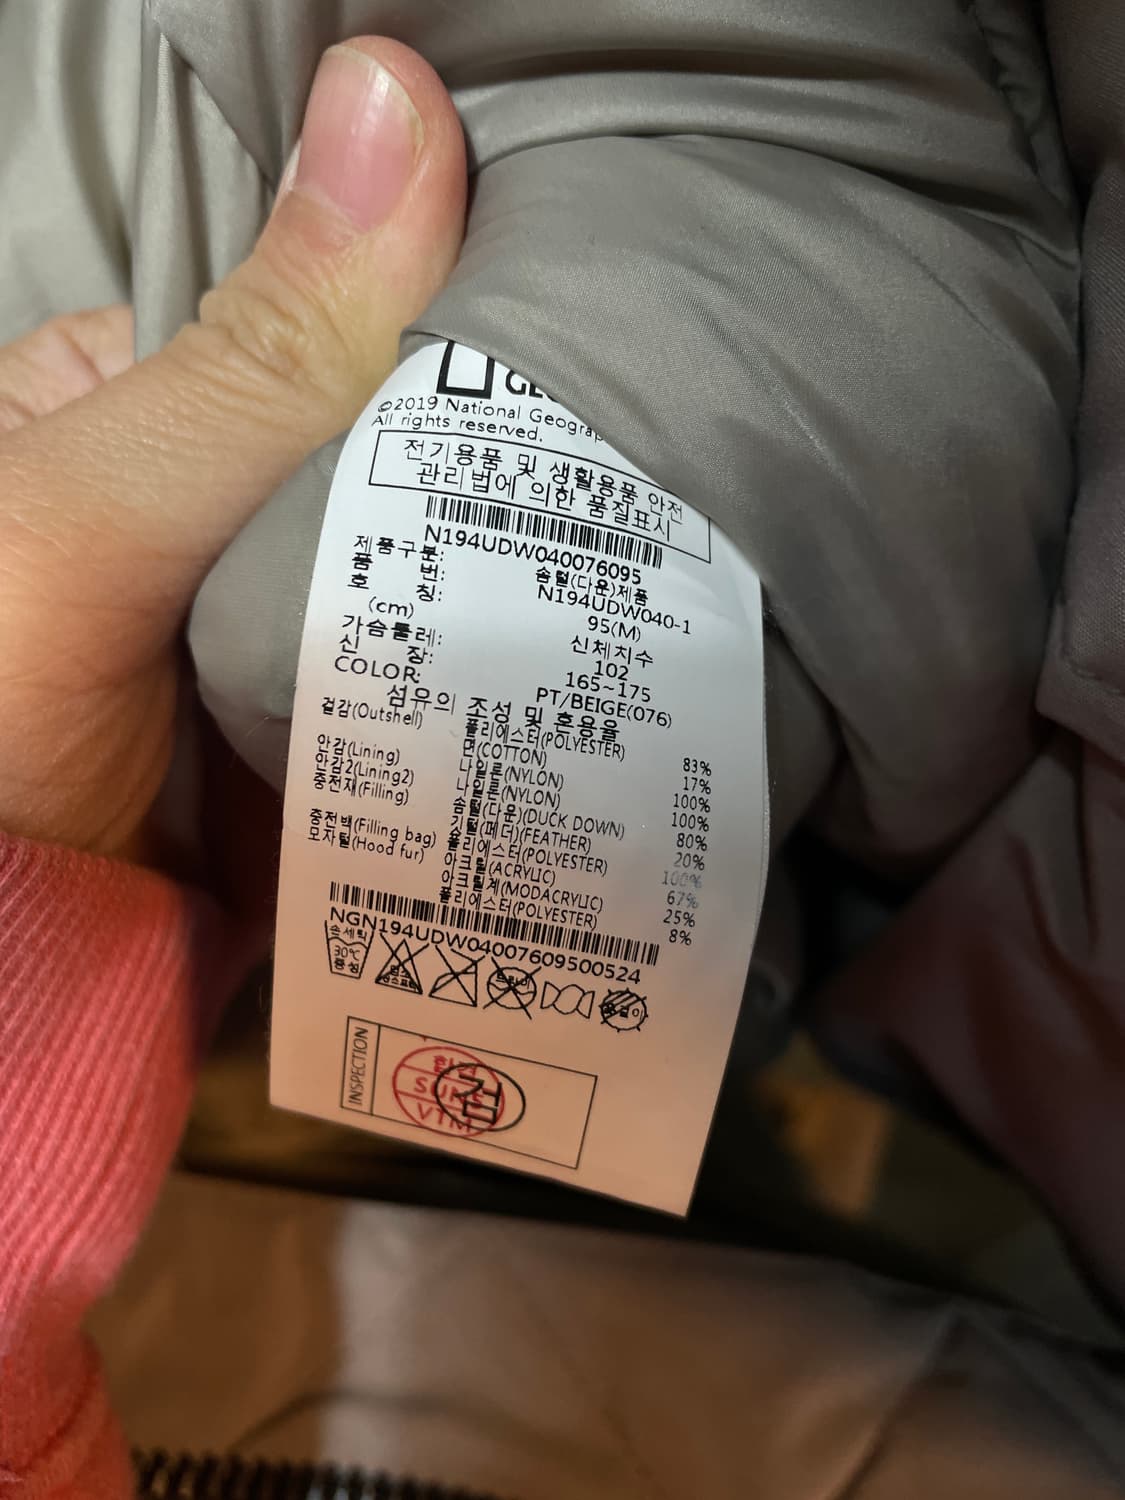 ©2019 National Geograp
All rights reserved.
전기용품 및 생활용품 안전
관리법에 의한 품질표시
N194UDW040076095
제품구분: 솜털(다운)제품
품 번: N194UDW040-1
호 칭: 95(M)
(cm) 신체치수
가슴둘레: 102
신 장: 165~175
COLOR: PT/BEIGE(076)
섬유의 조성 및 혼용율
겉감(Outshell) 폴리에스터(POLYESTER) 83%
면(COTTON) 17%
안감(Lining) 나일론(NYLON) 100%
안감2(Lining2) 나일론(NYLON) 100%
충전재(Filling) 솜털(다운)(DUCK DOWN) 80%
깃털(페더)(FEATHER) 20%
충전백(Filling bag) 폴리에스터(POLYESTER) 100%
모자털(Hood fur) 아크릴(ACRYLIC) 67%
아크릴계(MODACRYLIC) 25%
폴리에스터(POLYESTER) 8%
NGN194UDW04007609500524
손세탁
30℃
중성
드라이
옷걸이
INSPECTION
검
VIM